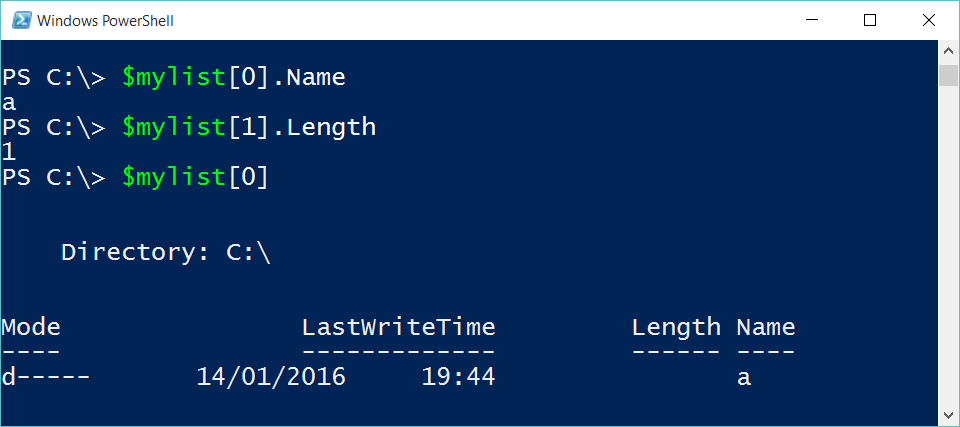 Windows PowerShell
PS C:\> $mylist[0].Name
a
PS C:\> $mylist[1].Length
1
PS C:\> $mylist[0]
Directory: C:\
Mode LastWriteTime Length Name
---- ------------- ------ ----
d----- 14/01/2016 19:44 a